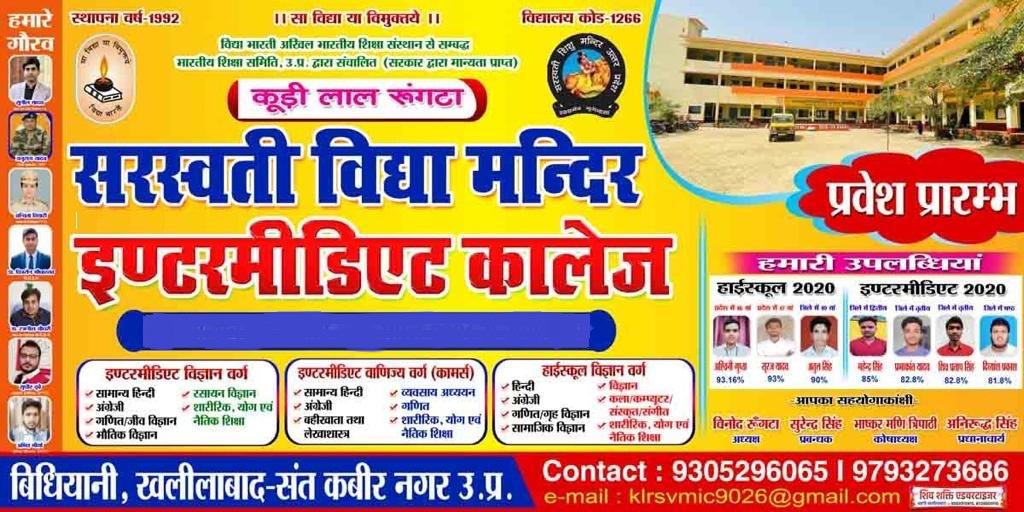 हमारे
गौरव
स्थापना वर्ष-1992
।। सा विद्या या विमुक्तये ।।
विद्यालय कोड-1266
विद्या भारती अखिल भारतीय शिक्षा संस्थान से सम्बद्ध
भारतीय शिक्षा समिति, उ.प्र. द्वारा संचालित (सरकार द्वारा मान्यता प्राप्त)
कूड़ी लाल रूंगटा
सरस्वती विद्या मन्दिर
इण्टरमीडिएट कालेज
प्रवेश प्रारम्भ
हमारी उपलब्धियां
हाईस्कूल 2020
इण्टरमीडिएट 2020
93.16%
93%
90%
85%
82.8%
82.8%
81.8%
-आपका सहयोगाकांक्षी-
विनोद रूँगटा
सुरेन्द्र सिंह
भाष्कर मणि त्रिपाठी
अनिरूद्ध सिंह
अध्यक्ष
प्रबन्धक
कोषाध्यक्ष
प्रधानाचार्य
इण्टरमीडिएट विज्ञान वर्ग
सामान्य हिन्दी
अंग्रेजी
गणित/जीव विज्ञान
भौतिक विज्ञान
रसायन विज्ञान
शारीरिक, योग एवं
नैतिक शिक्षा
इण्टरमीडिएट वाणिज्य वर्ग (कामर्स)
सामान्य हिन्दी
अंग्रेजी
बहीखाता तथा
लेखाशास्त्र
व्यवसाय अध्ययन
गणित
शारीरिक, योग एवं
नैतिक शिक्षा
हाईस्कूल विज्ञान वर्ग
हिन्दी
अंग्रेजी
गणित/गृह विज्ञान
सामाजिक विज्ञान
विज्ञान
कला/कम्प्यूटर/
संस्कृत/संगीत
शारीरिक, योग एवं
नैतिक शिक्षा
बिधियानी, खलीलाबाद-संत कबीर नगर उ.प्र.
Contact : 9305296065 | 9793273686
e-mail : klrsvmic9026@gmail.com
शिव शक्ति एडवरटाइजर